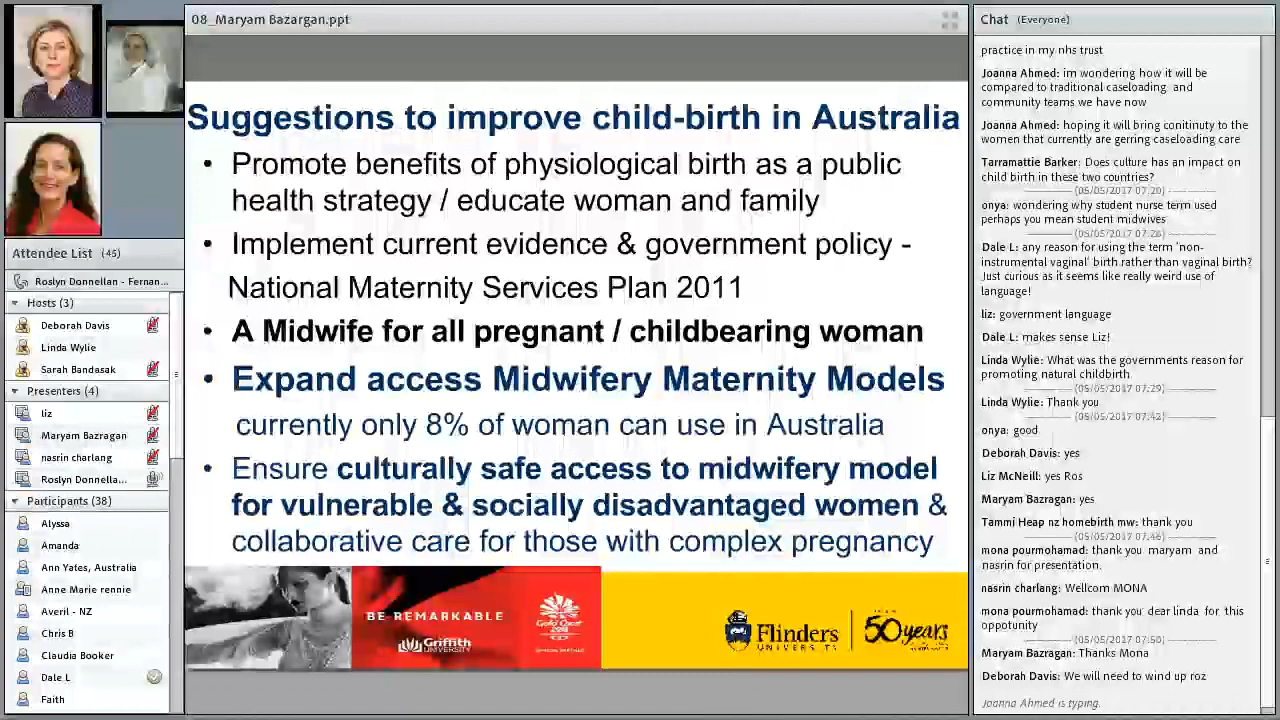 08_Maryam Bazargan.ppt
Suggestions to improve child-birth in Australia
• Promote benefits of physiological birth as a public
health strategy / educate woman and family
• Implement current evidence & government policy -
National Maternity Services Plan 2011
• A Midwife for all pregnant / childbearing woman
• Expand access Midwifery Maternity Models
currently only 8% of woman can use in Australia
• Ensure culturally safe access to midwifery model
for vulnerable & socially disadvantaged women &
collaborative care for those with complex pregnancy
BE REMARKABLE
Griffith
UNIVERSITY
Flinders
UNIVERSITY
50 years
Attendee List (45)
Roslyn Donnellan - Fernan...
Hosts (3)
Deborah Davis
Linda Wylie
Sarah Bandasak
Presenters (4)
liz
Maryam Bazragan
nasrin charlang
Roslyn Donnella...
Participants (38)
Alyssa
Amanda
Ann Yates, Australia
Anne Marie rennie
Averil - NZ
Chris B
Claudia Booker
Dale L
Faith
Chat (Everyone)
practice in my nhs trust
Joanna Ahmed: im wondering how it will be
compared to traditional caseloading and
community teams we have now
Joanna Ahmed: hoping it will bring continuity to the
women that currently are gerring caseloading care
Tarramattie Barker: Does culture has an impact on
child birth in these two countries?
(05/05/2017 07:20)
onya: wondering why student nurse term used
perhaps you mean student midwives
(05/05/2017 07:26)
Dale L: any reason for using the term 'non-
instrumental vaginal' birth rather than vaginal birth?
Just curious as it seems like really weird use of
language!
liz: government language
Dale L: makes sense Liz!
Linda Wylie: What was the governments reason for
promoting natural childbirth.
(05/05/2017 07:29)
Linda Wylie: Thank you
(05/05/2017 07:42)
onya: good
Deborah Davis: yes
Liz McNeil: yes Ros
Maryam Bazragan: yes
Tammi Heap nz homebirth mw: thank you
(05/05/2017 07:46)
mona pourmohamad: thank you maryam and
nasrin for presentation.
nasrin charlang: Wellcom MONA
mona pourmohamad: thank you dear linda for this
appotunity
(05/05/2017 07:50)
Maryam Bazragan: Thanks Mona
Deborah Davis: We will need to wind up roz
Joanna Ahmed is typing.